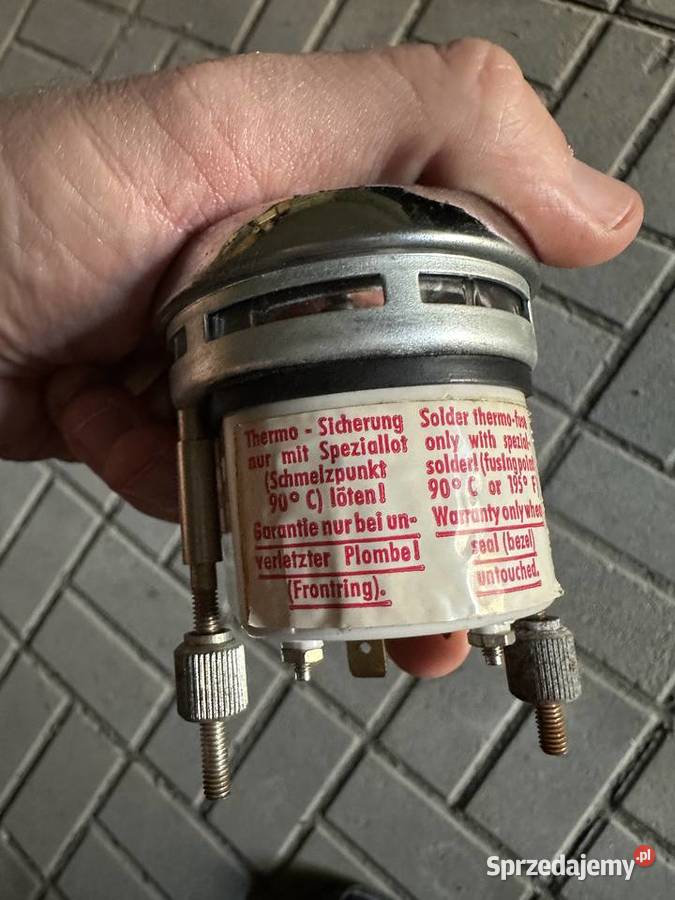 Thermo - Sicherung
nur mit Speziallot
(Schmelzpunkt
90° C) löten!
Garantie nur bei un-
verletzter Plombe!
(Frontring).
Solder thermo-fuse
only with spezial-
solder! (fusingpoint
90° C or 195° F)
Warranty only when
seal (bezel)
untouched.
Sprzedajemy.pl